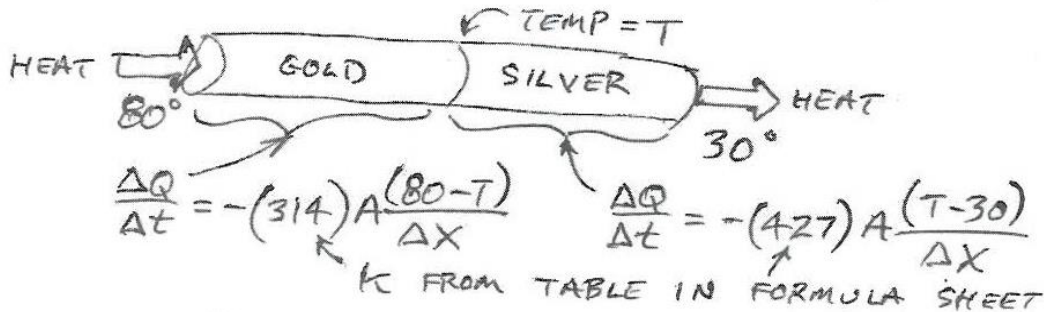 TEMP = T
HEAT GOLD SILVER HEAT
80° 30°
ΔQ/Δt = -(314) A (80-T)/ΔX ΔQ/Δt = -(427) A (T-30)/ΔX
K FROM TABLE IN FORMULA SHEET